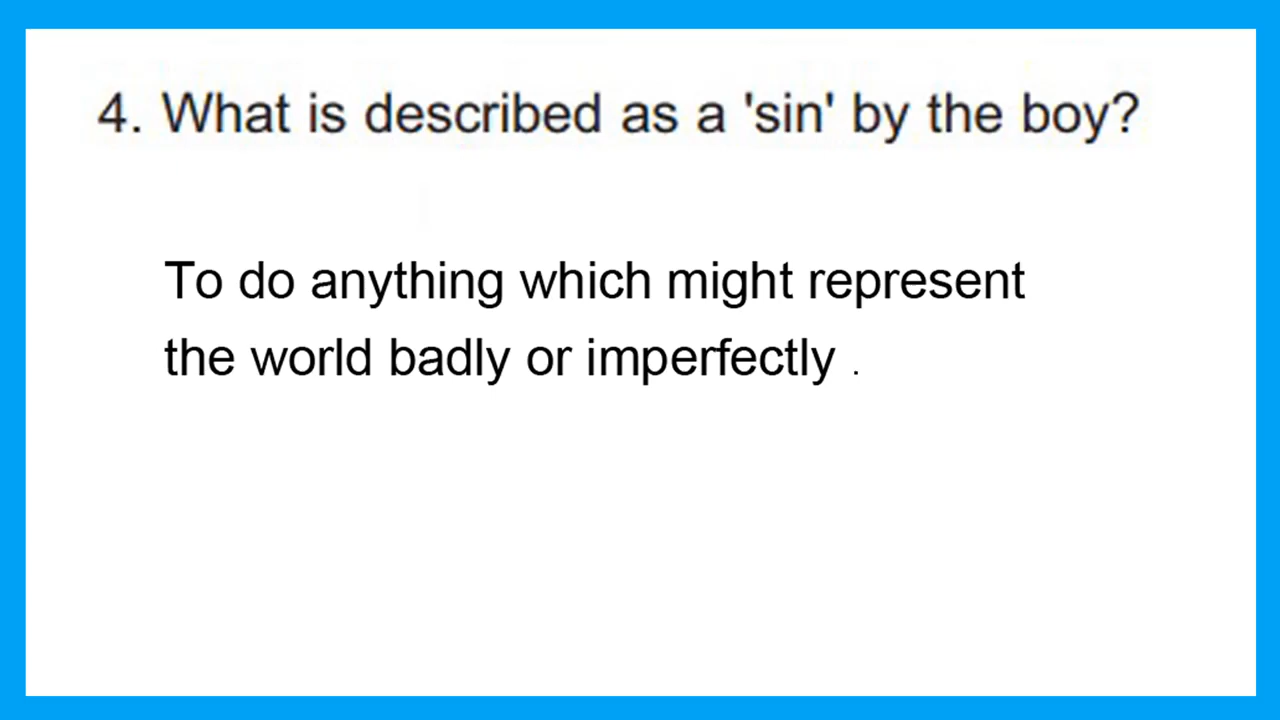 4. What is described as a 'sin' by the boy?
To do anything which might represent
the world badly or imperfectly .